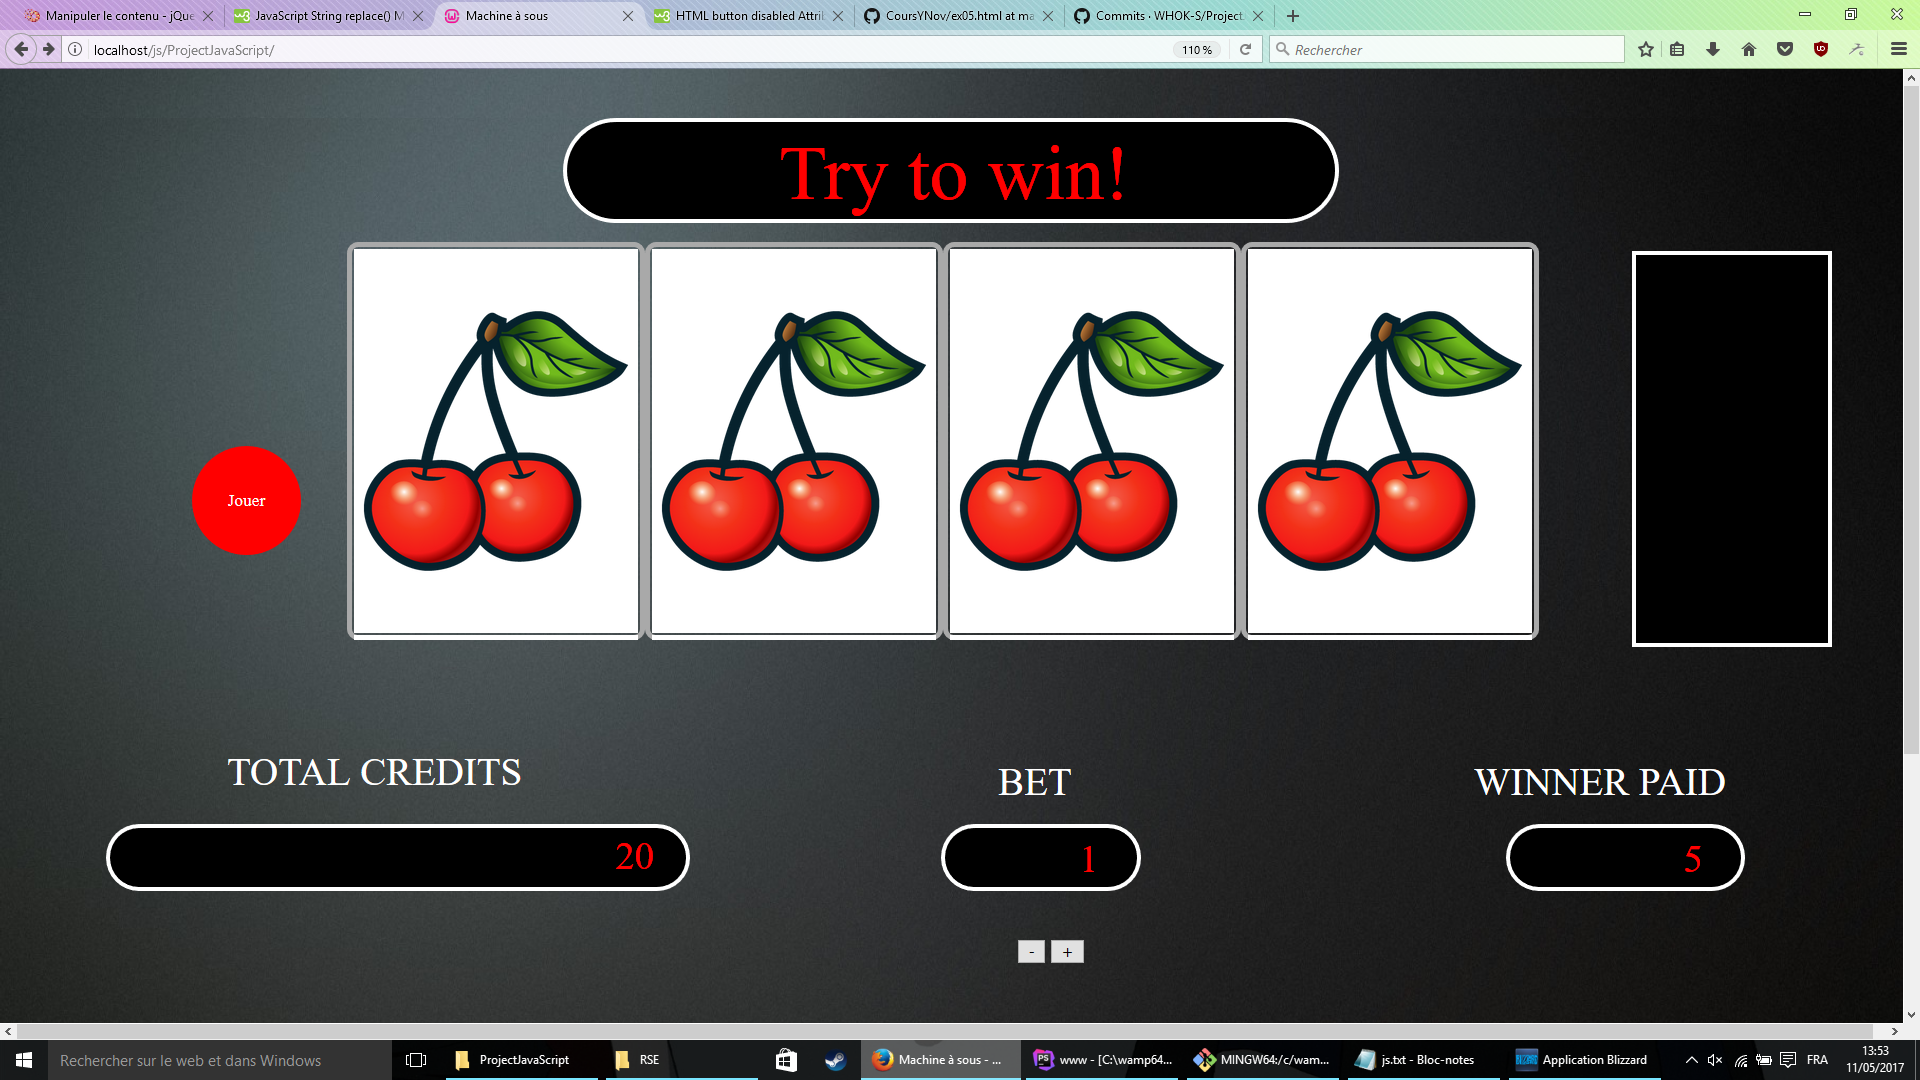 Manipuler le contenu - jQue
JavaScript String replace() M
Machine à sous
HTML button disabled Attri
CoursYNov/ex05.html at ma
Commits · WHOK-S/Project
localhost/js/ProjectJavaScript/
110 %
Rechercher
Try to win!
Jouer
TOTAL CREDITS
BET
WINNER PAID
20
1
5
- +
Rechercher sur le web et dans Windows
ProjectJavaScript
RSE
Machine à sous - ...
www - [C:\wamp64...
MINGW64:/c/wam...
js.txt - Bloc-notes
Application Blizzard
FRA
13:53
11/05/2017